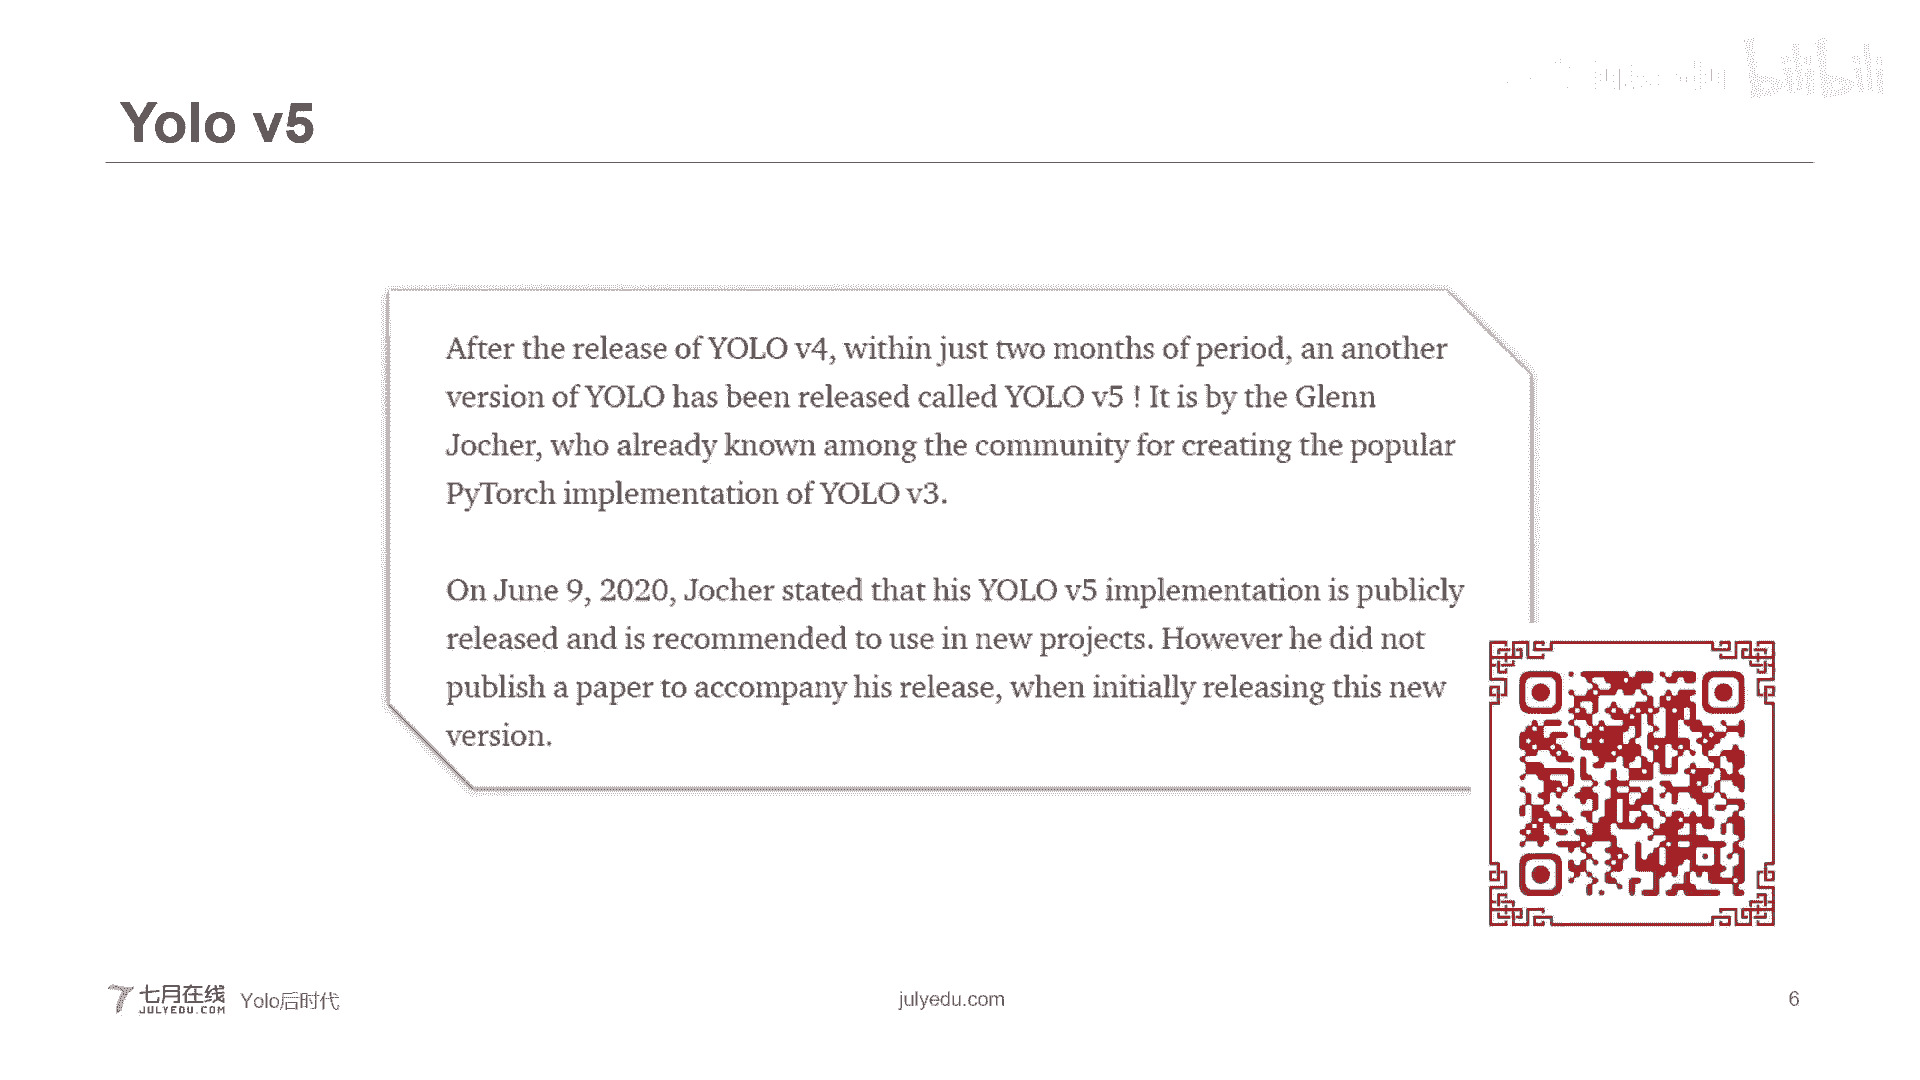 bilibili
Yolo v5
After the release of YOLO v4, within just two months of period, an another
version of YOLO has been released called YOLO v5 ! It is by the Glenn
Jocher, who already known among the community for creating the popular
PyTorch implementation of YOLO v3.
On June 9, 2020, Jocher stated that his YOLO v5 implementation is publicly
released and is recommended to use in new projects. However he did not
publish a paper to accompany his release, when initially releasing this new
version.
七月在线
JULYEDU.COM
Yolo后时代
julyedu.com
6